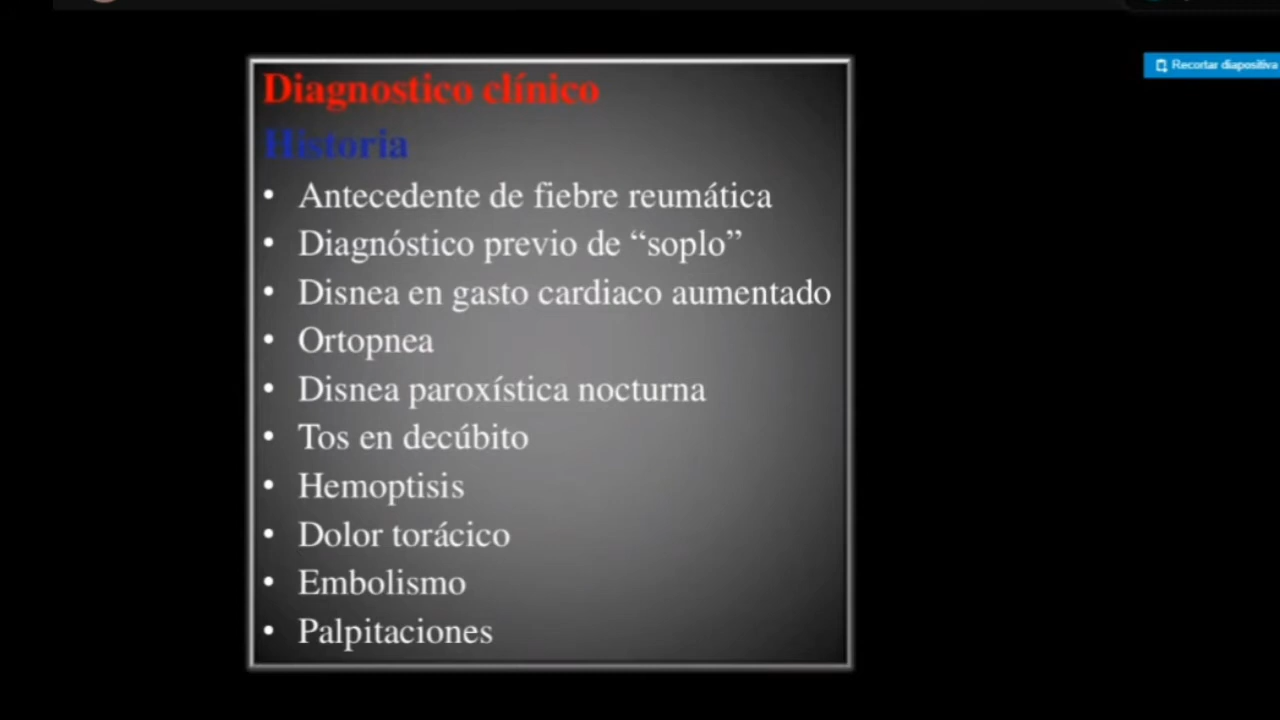 Recortar diapositiva
Diagnostico clínico
Historia
• Antecedente de fiebre reumática
• Diagnóstico previo de “soplo”
• Disnea en gasto cardiaco aumentado
• Ortopnea
• Disnea paroxística nocturna
• Tos en decúbito
• Hemoptisis
• Dolor torácico
• Embolismo
• Palpitaciones